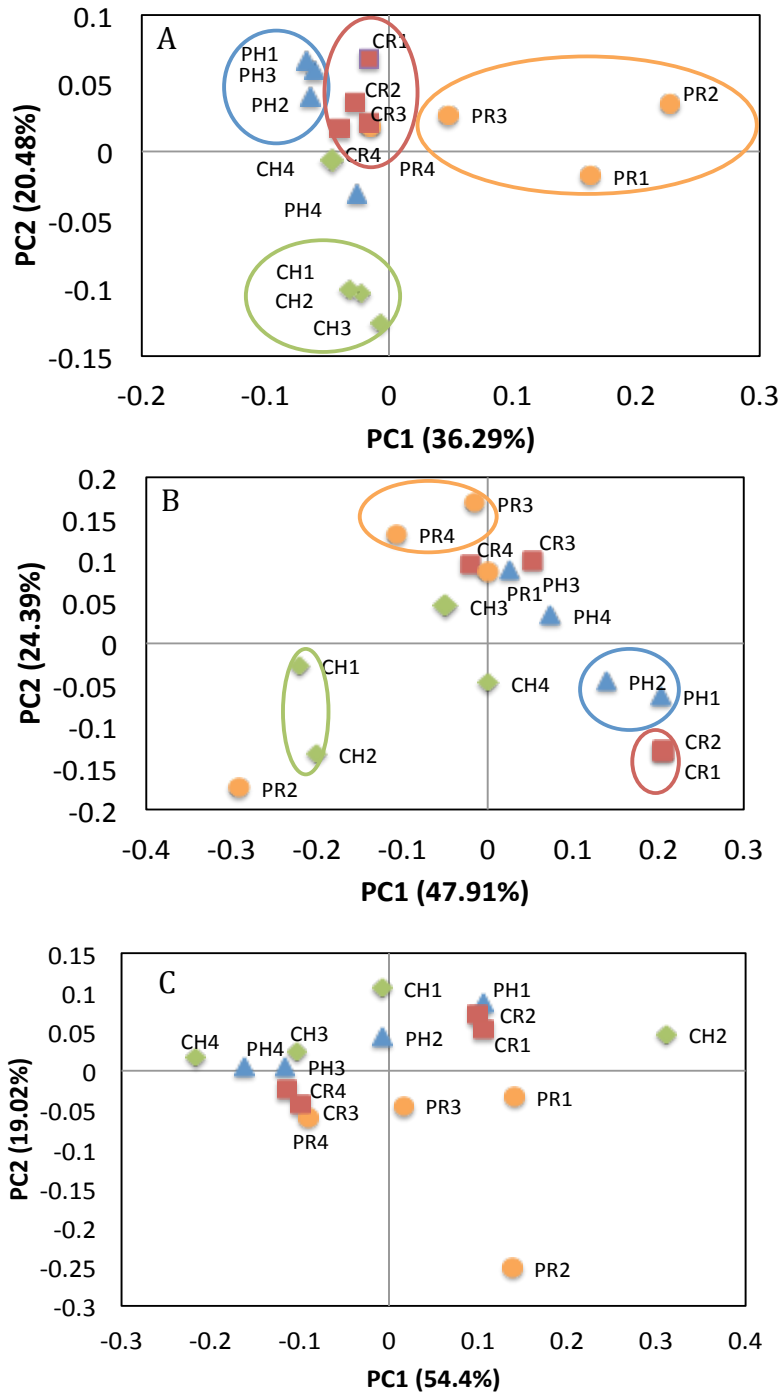 0.1
A
CR1
PH1
PH3
PR2
0.05
CR2
PH2
CR3
PR3
0
CR4
CH4
PR4
PR1
PH4
-0.05
CH1
-0.1
CH2
CH3
-0.15
-0.2 -0.1 0 0.1 0.2 0.3
PC2 (20.48%)
PC1 (36.29%)
0.2
B
PR3
0.15
PR4
CR4
CR3
0.1
PR1
PH3
0.05
CH3
PH4
0
CH1
-0.05
CH4
PH2
PH1
-0.1
CH2
CR2
-0.15
PR2
CR1
-0.2
-0.4 -0.3 -0.2 -0.1 0 0.1 0.2 0.3
PC2 (24.39%)
PC1 (47.91%)
0.15
C
0.1
CH1
PH1
CR2
0.05
CH4
CH3
PH2
CR1
CH2
PH4
PH3
0
CR4
PR3
PR1
-0.05
CR3
PR4
-0.1
-0.15
-0.2
-0.25
PR2
-0.3
-0.3 -0.2 -0.1 0 0.1 0.2 0.3 0.4
PC2 (19.02%)
PC1 (54.4%)